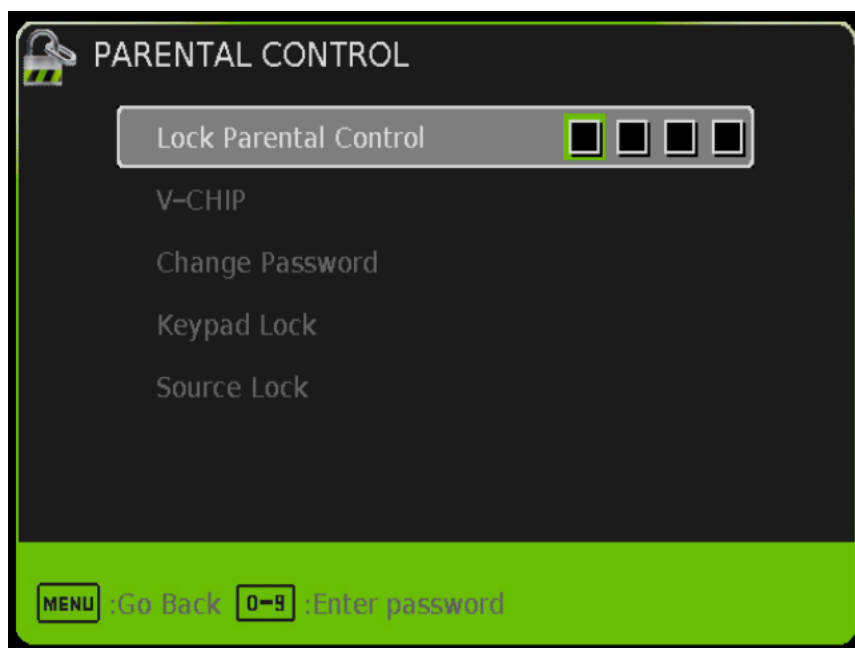 PARENTAL CONTROL
Lock Parental Control
V-CHIP
Change Password
Keypad Lock
Source Lock
MENU :Go Back 0-9 :Enter password